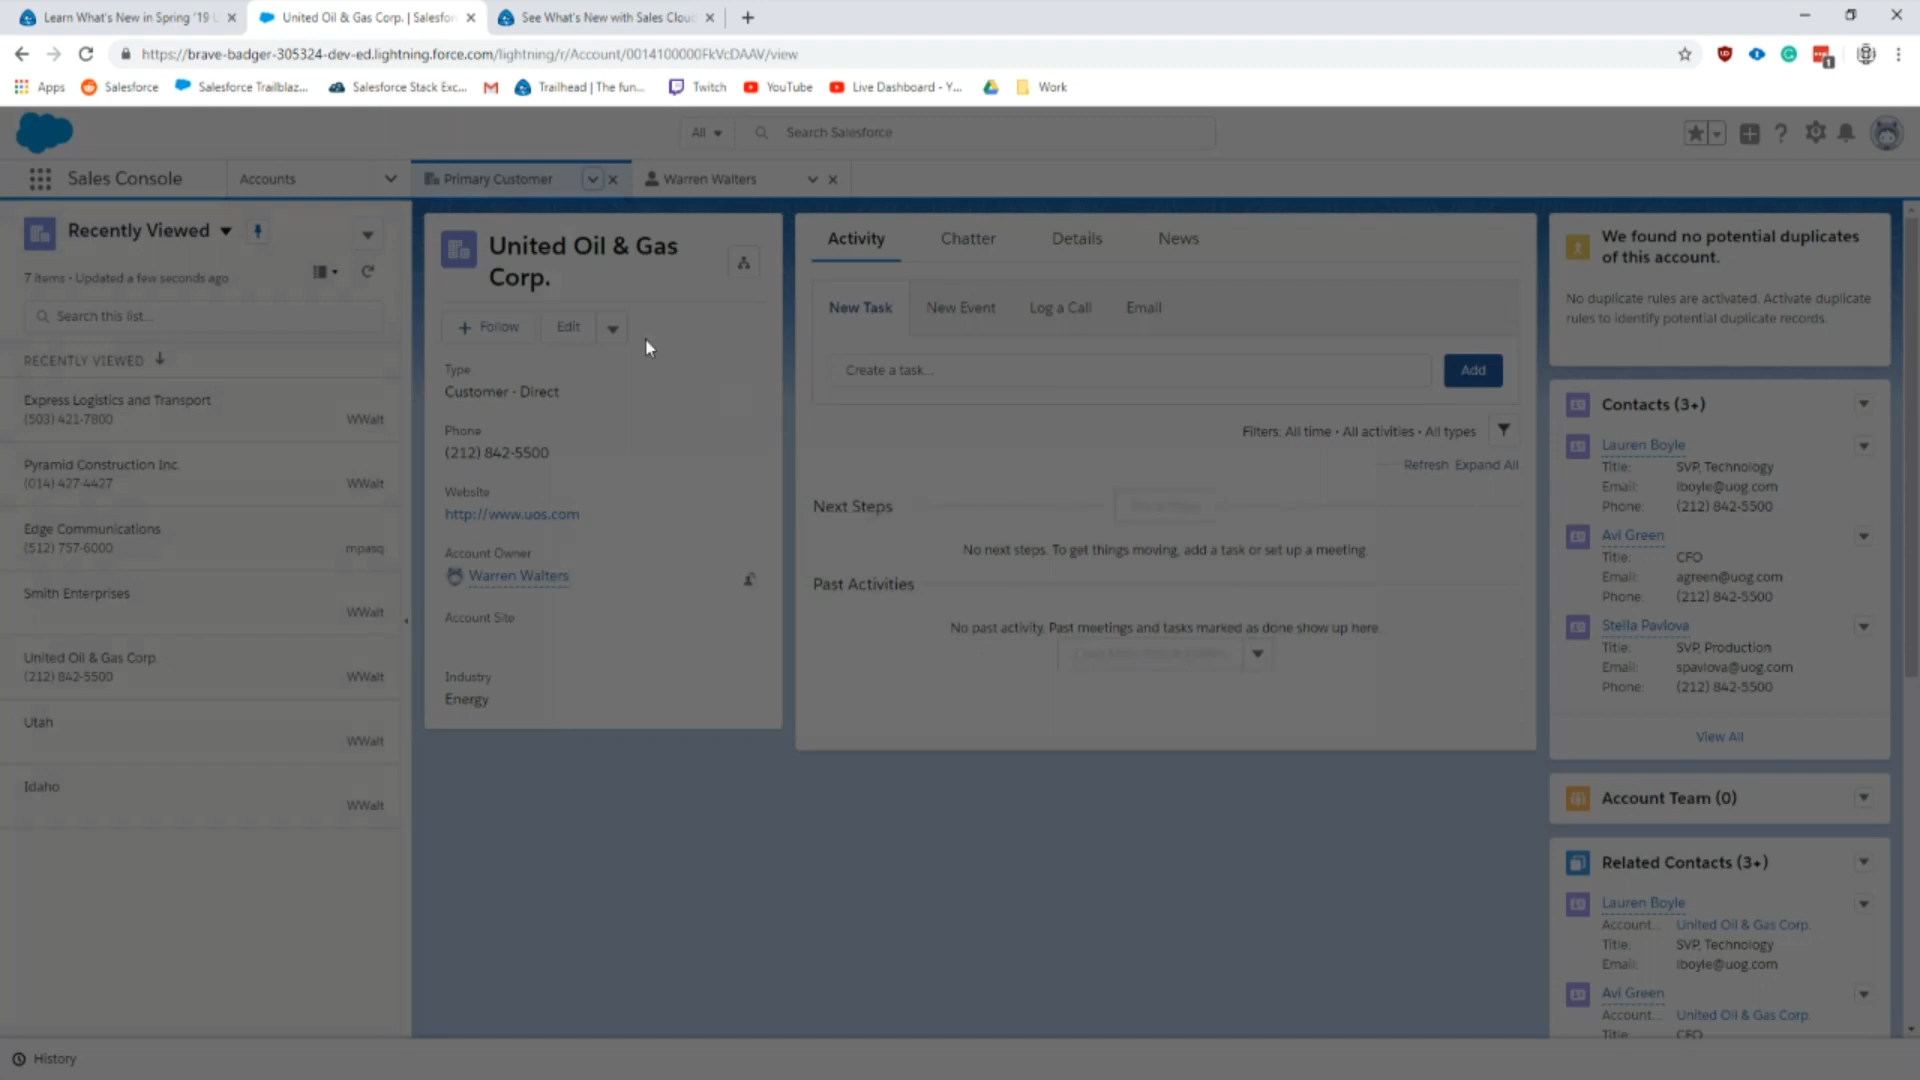 Learn What's New in Spring '19
United Oil & Gas Corp. | Salesfor
See What's New with Sales Clou
https://brave-badger-305324-dev-ed.lightning.force.com/lightning/r/Account/0014100000FkVcDAAV/view
1
Apps
Salesforce
Salesforce Trailblaz...
Salesforce Stack Exc...
Trailhead | The fun...
Twitch
YouTube
Live Dashboard - Y...
Work
All
Search Salesforce
Sales Console
Accounts
Primary Customer
Warren Walters
Recently Viewed
7 items • Updated a few seconds ago
Search this list...
RECENTLY VIEWED
Express Logistics and Transport
(503) 421-7800
WWalt
Pyramid Construction Inc.
(014) 427-4427
WWalt
Edge Communications
(512) 757-6000
mpasq
Smith Enterprises
WWalt
United Oil & Gas Corp.
(212) 842-5500
WWalt
Utah
WWalt
Idaho
WWalt
United Oil & Gas
Corp.
Follow
Edit
Type
Customer - Direct
Phone
(212) 842-5500
Website
http://www.uos.com
Account Owner
Warren Walters
Account Site
Industry
Energy
Activity
Chatter
Details
News
New Task
New Event
Log a Call
Email
Create a task...
Add
Filters: All time • All activities • All types
Refresh
Expand All
Next Steps
No next steps. To get things moving, add a task or set up a meeting.
Past Activities
No past activity. Past meetings and tasks marked as done show up here.
We found no potential duplicates
of this account.
No duplicate rules are activated. Activate duplicate
rules to identify potential duplicate records.
Contacts (3+)
Lauren Boyle
Title: SVP, Technology
Email: lboyle@uog.com
Phone: (212) 842-5500
Avi Green
Title: CFO
Email: agreen@uog.com
Phone: (212) 842-5500
Stella Pavlova
Title: SVP, Production
Email: spavlova@uog.com
Phone: (212) 842-5500
View All
Account Team (0)
Related Contacts (3+)
Lauren Boyle
Account... United Oil & Gas Corp.
Title: SVP, Technology
Email: lboyle@uog.com
Avi Green
Account... United Oil & Gas Corp.
Title: CFO
History